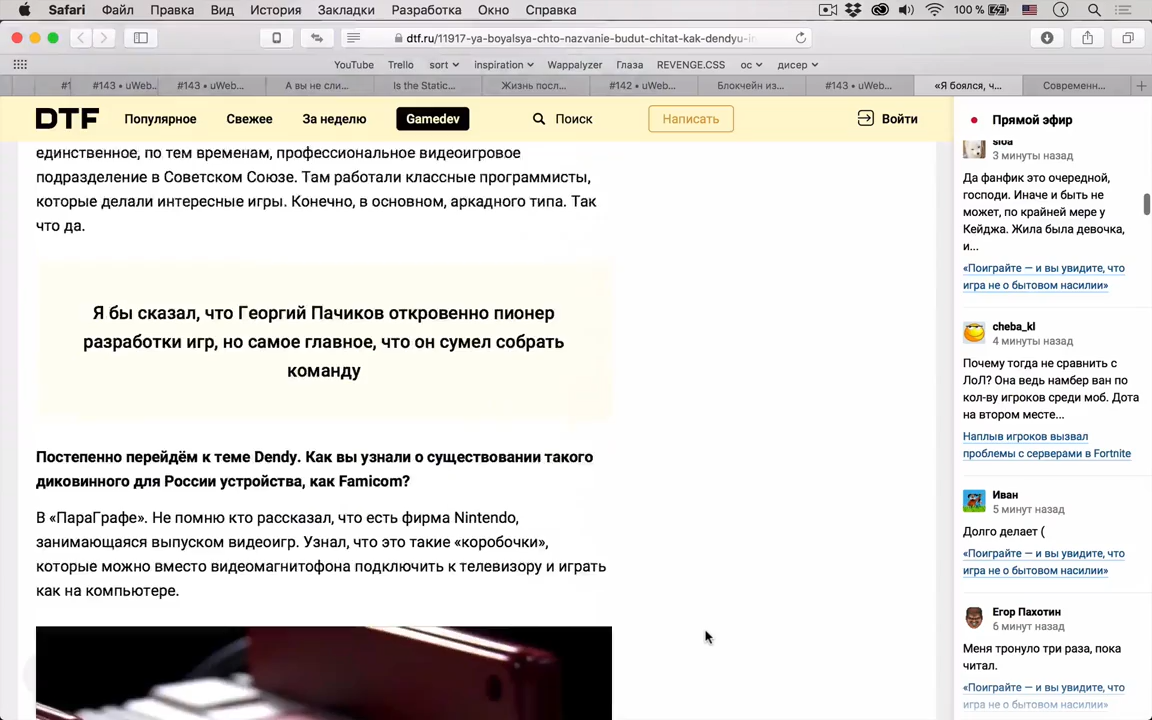 Safari Файл Правка Вид История Закладки Разработка Окно Справка 100 %
dtf.ru/11917-ya-boyalsya-chto-nazvanie-budut-chitat-kak-dendyu-i
YouTube Trello sort inspiration Wappalyzer Глаза REVENGE.CSS ос дисер
#1 #143 • uWeb... #143 • uWeb... А вы не сли... Is the Static... Жизнь посл... #142 • uWeb... Блокчейн из... #143 • uWeb... «Я боялся, ч... Современн...
DTF Популярное Свежее За неделю Gamedev Поиск Написать Войти
единственное, по тем временам, профессиональное видеоигровое
подразделение в Советском Союзе. Там работали классные программисты,
которые делали интересные игры. Конечно, в основном, аркадного типа. Так
что да.
Я бы сказал, что Георгий Пачиков откровенно пионер
разработки игр, но самое главное, что он сумел собрать
команду
Постепенно перейдём к теме Dendy. Как вы узнали о существовании такого
диковинного для России устройства, как Famicom?
В «ПараГрафе». Не помню кто рассказал, что есть фирма Nintendo,
занимающаяся выпуском видеоигр. Узнал, что это такие «коробочки»,
которые можно вместо видеомагнитофона подключить к телевизору и играть
как на компьютере.
Прямой эфир
3 минуты назад
Да фанфик это очередной,
господи. Иначе и быть не
может, по крайней мере у
Кейджа. Жила была девочка,
и...
«Поиграйте — и вы увидите, что
игра не о бытовом насилии»
cheba_kl
4 минуты назад
Почему тогда не сравнить с
ЛоЛ? Она ведь намбер ван по
кол-ву игроков среди моб. Дота
на втором месте...
Наплыв игроков вызвал
проблемы с серверами в Fortnite
Иван
5 минут назад
Долго делает (
«Поиграйте — и вы увидите, что
игра не о бытовом насилии»
Егор Пахотин
6 минут назад
Меня тронуло три раза, пока
читал.
«Поиграйте — и вы увидите, что
игра не о бытовом насилии»